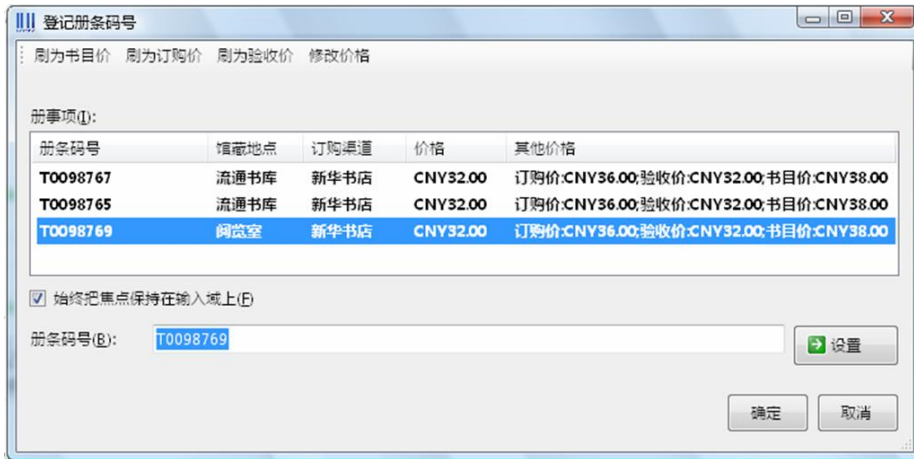 登记册条码号
刷为书目价 刷为订购价 刷为验收价 修改价格
册事项(I):
册条码号 馆藏地点 订购渠道 价格 其他价格
T0098767 流通书库 新华书店 CNY32.00 订购价:CNY36.00;验收价:CNY32.00;书目价:CNY38.00
T0098765 流通书库 新华书店 CNY32.00 订购价:CNY36.00;验收价:CNY32.00;书目价:CNY38.00
T0098769 阅览室 新华书店 CNY32.00 订购价:CNY36.00;验收价:CNY32.00;书目价:CNY38.00
始终把焦点保持在输入域上(F)
册条码号(B): T0098769 设置
确定 取消